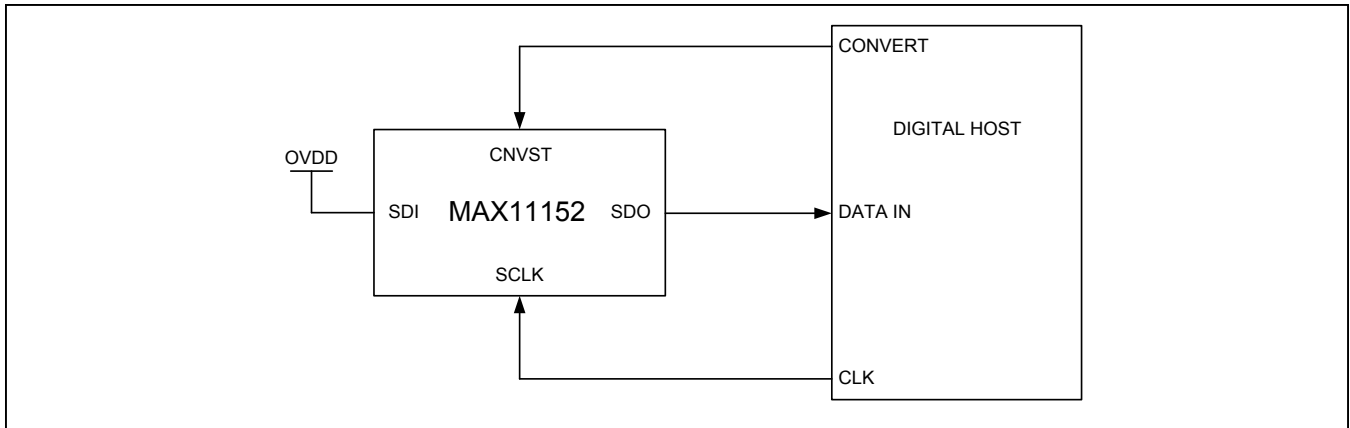 CONVERT
DIGITAL HOST
CNVST
OVDD
SDI MAX11152 SDO
DATA IN
SCLK
CLK